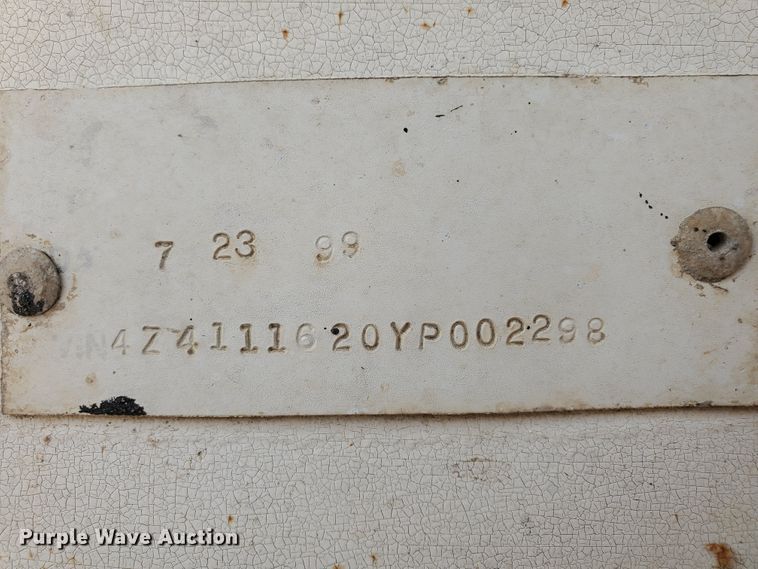 7 23 99
VIN 4Z4111620YP002298
Purple Wave Auction